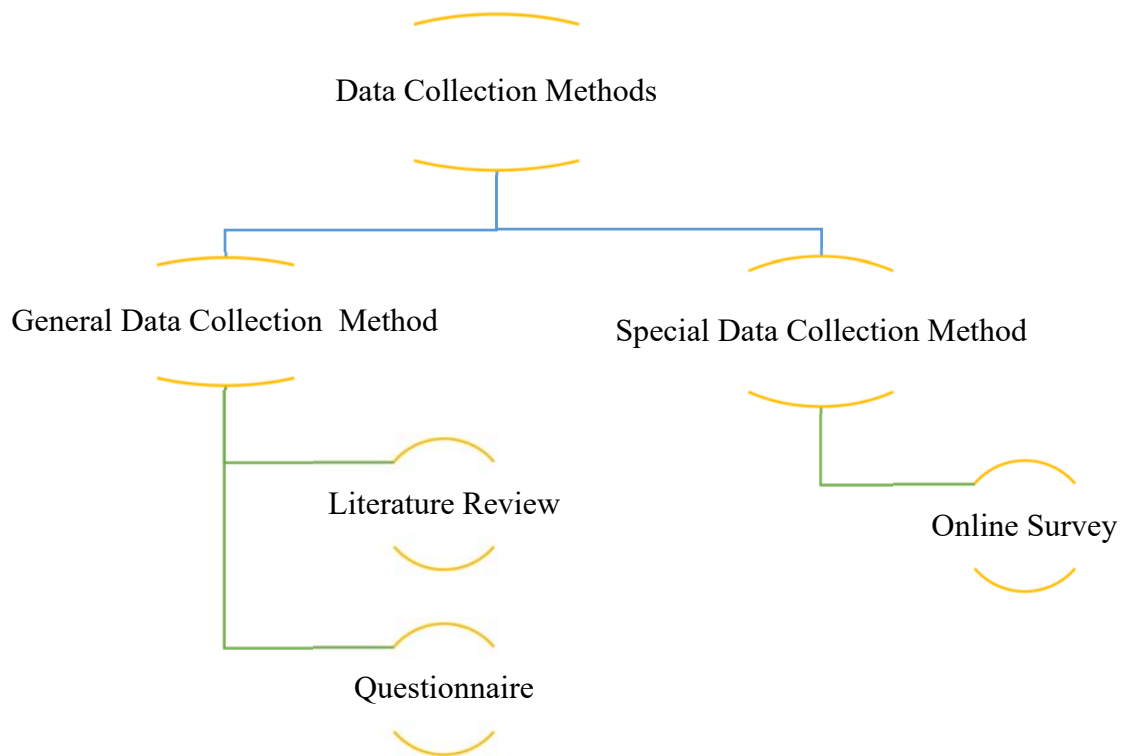 Data Collection Methods
General Data Collection  Method
Special Data Collection Method
Literature Review
Online Survey
Questionnaire